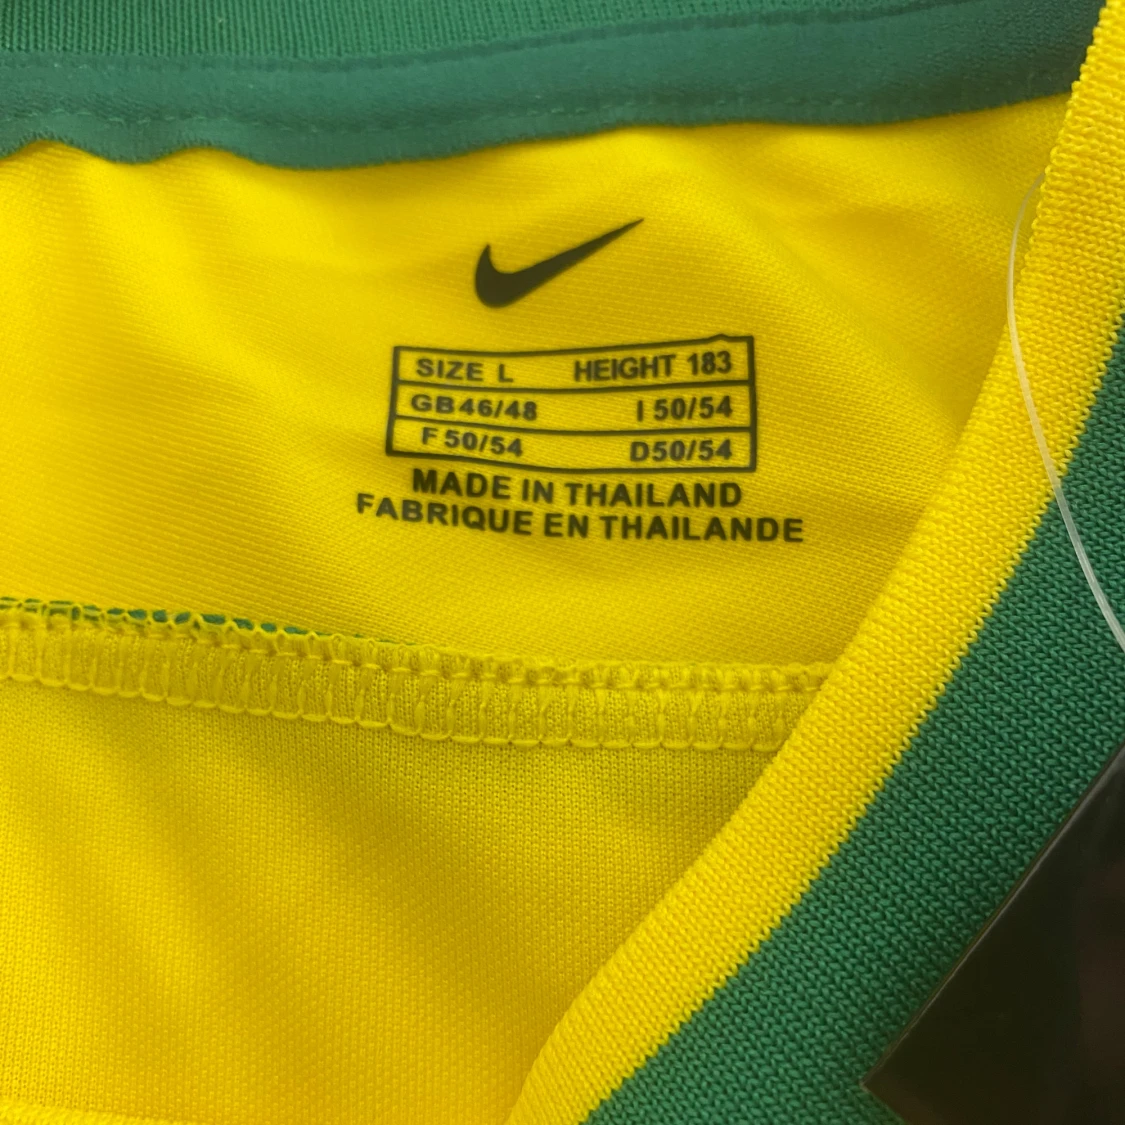 SIZE L HEIGHT 183
GB46/48 I 50/54
F 50/54 D50/54
MADE IN THAILAND
FABRIQUE EN THAILANDE